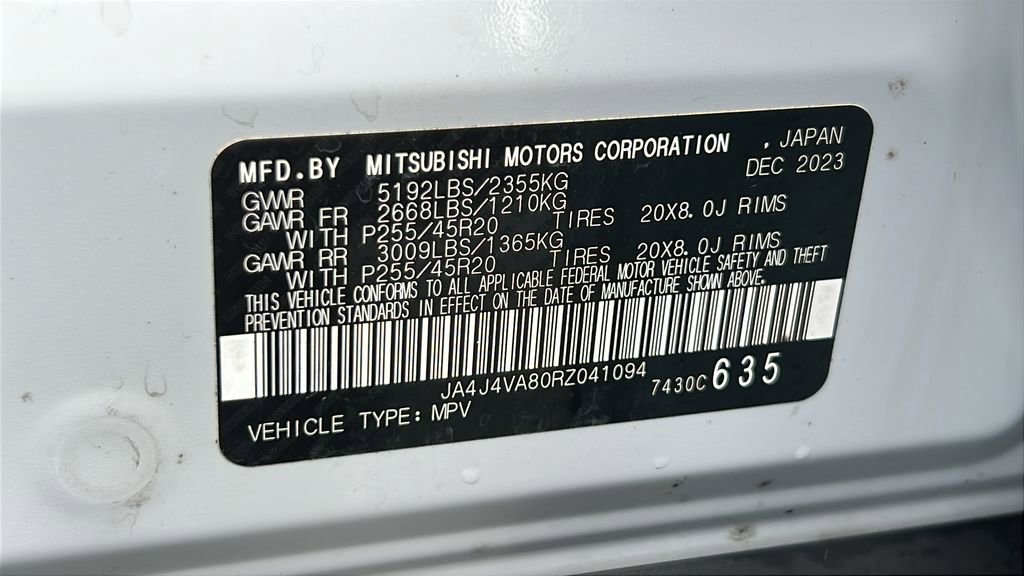 MFD.BY MITSUBISHI MOTORS CORPORATION , JAPAN
DEC 2023
GVWR 5192LBS/2355KG
GAWR FR 2668LBS/1210KG
WITH P255/45R20 TIRES 20X8.0J RIMS
GAWR RR 3009LBS/1365KG
WITH P255/45R20 TIRES 20X8.0J RIMS
THIS VEHICLE CONFORMS TO ALL APPLICABLE FEDERAL MOTOR VEHICLE SAFETY AND THEFT
PREVENTION STANDARDS IN EFFECT ON THE DATE OF MANUFACTURE SHOWN ABOVE.
JA4J4VA80RZ041094 7430C 635
VEHICLE TYPE: MPV